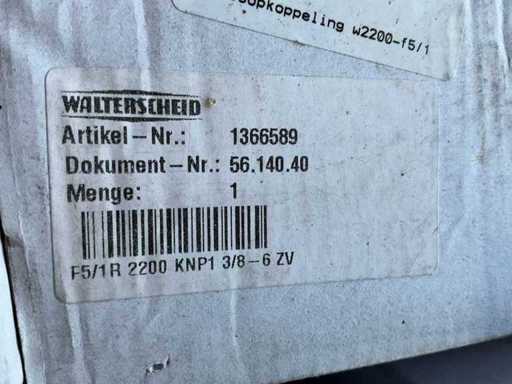 w2200-f5/1
WALTERSCHEID
Artikel-Nr.: 1366589
Dokument-Nr.: 56.140.40
Menge: 1
F5/1R 2200 KNP1 3/8-6 ZV